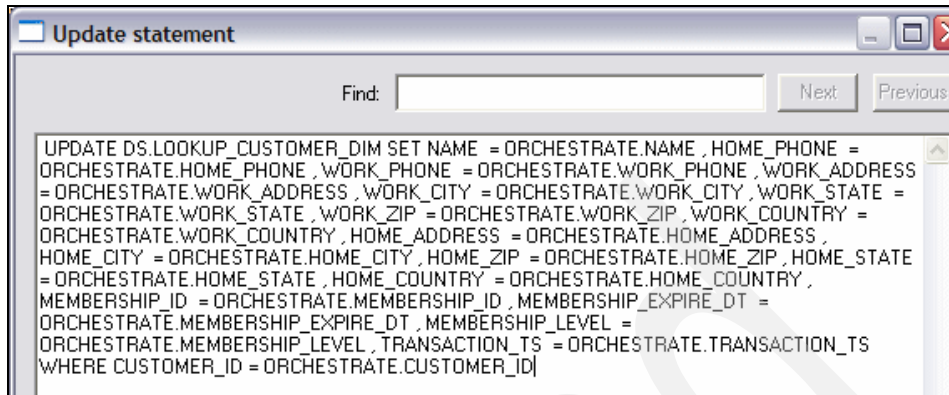 Update statement
Find: Next Previous
UPDATE DS.LOOKUP_CUSTOMER_DIM SET NAME = ORCHESTRATE.NAME , HOME_PHONE =
ORCHESTRATE.HOME_PHONE , WORK_PHONE = ORCHESTRATE.WORK_PHONE , WORK_ADDRESS
= ORCHESTRATE.WORK_ADDRESS , WORK_CITY = ORCHESTRATE.WORK_CITY , WORK_STATE =
ORCHESTRATE.WORK_STATE , WORK_ZIP = ORCHESTRATE.WORK_ZIP , WORK_COUNTRY =
ORCHESTRATE.WORK_COUNTRY , HOME_ADDRESS = ORCHESTRATE.HOME_ADDRESS ,
HOME_CITY = ORCHESTRATE.HOME_CITY , HOME_ZIP = ORCHESTRATE.HOME_ZIP , HOME_STATE
= ORCHESTRATE.HOME_STATE , HOME_COUNTRY = ORCHESTRATE.HOME_COUNTRY ,
MEMBERSHIP_ID = ORCHESTRATE.MEMBERSHIP_ID , MEMBERSHIP_EXPIRE_DT =
ORCHESTRATE.MEMBERSHIP_EXPIRE_DT , MEMBERSHIP_LEVEL =
ORCHESTRATE.MEMBERSHIP_LEVEL , TRANSACTION_TS = ORCHESTRATE.TRANSACTION_TS
WHERE CUSTOMER_ID = ORCHESTRATE.CUSTOMER_ID